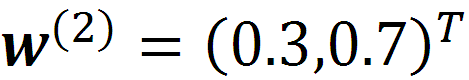 w⁽²⁾ = (0.3,0.7)ᵀ